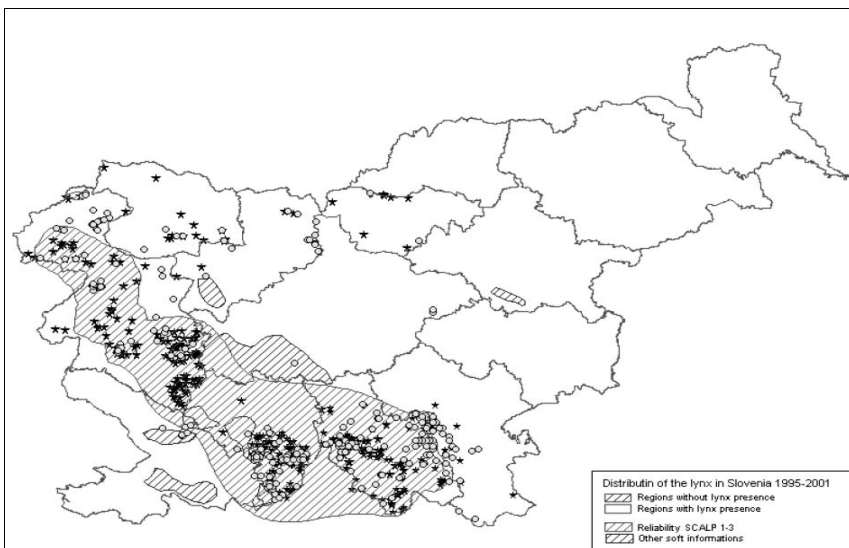 Distributin of the lynx in Slovenia 1995-2001
Regions without lynx presence
Regions with lynx presence
Reliability SCALP 1-3
Other soft informations